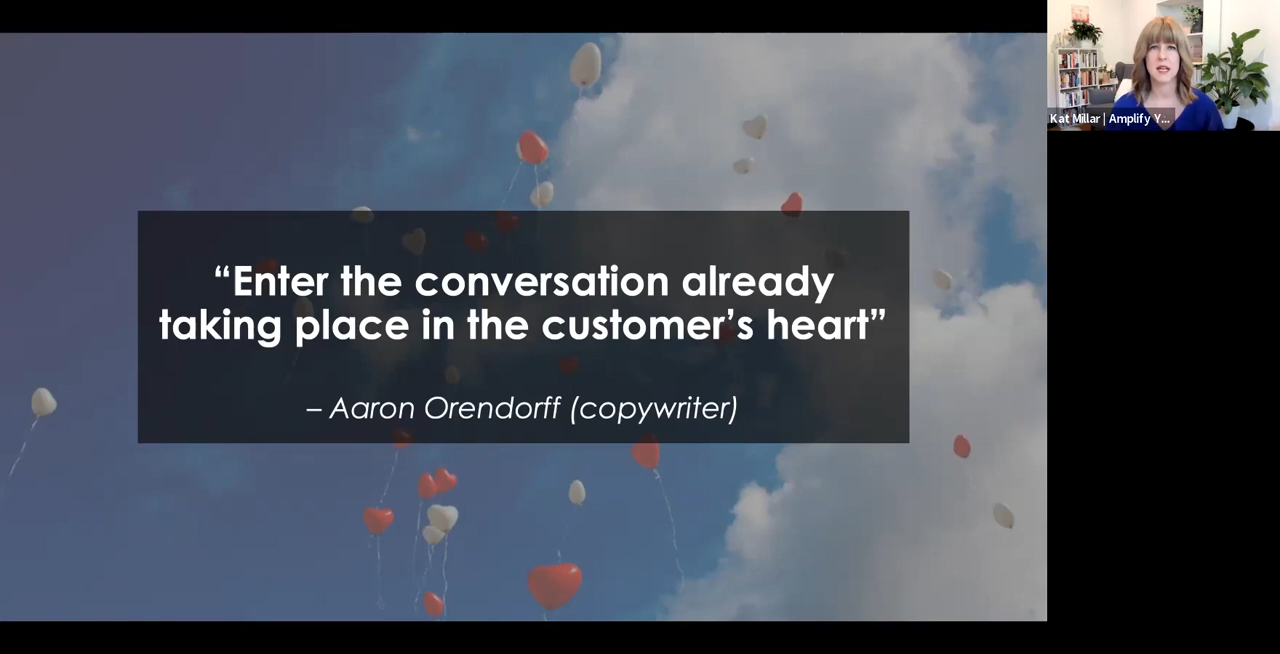 “Enter the conversation already
taking place in the customer’s heart”
– Aaron Orendorff (copywriter)
Kat Millar | Amplify Y...